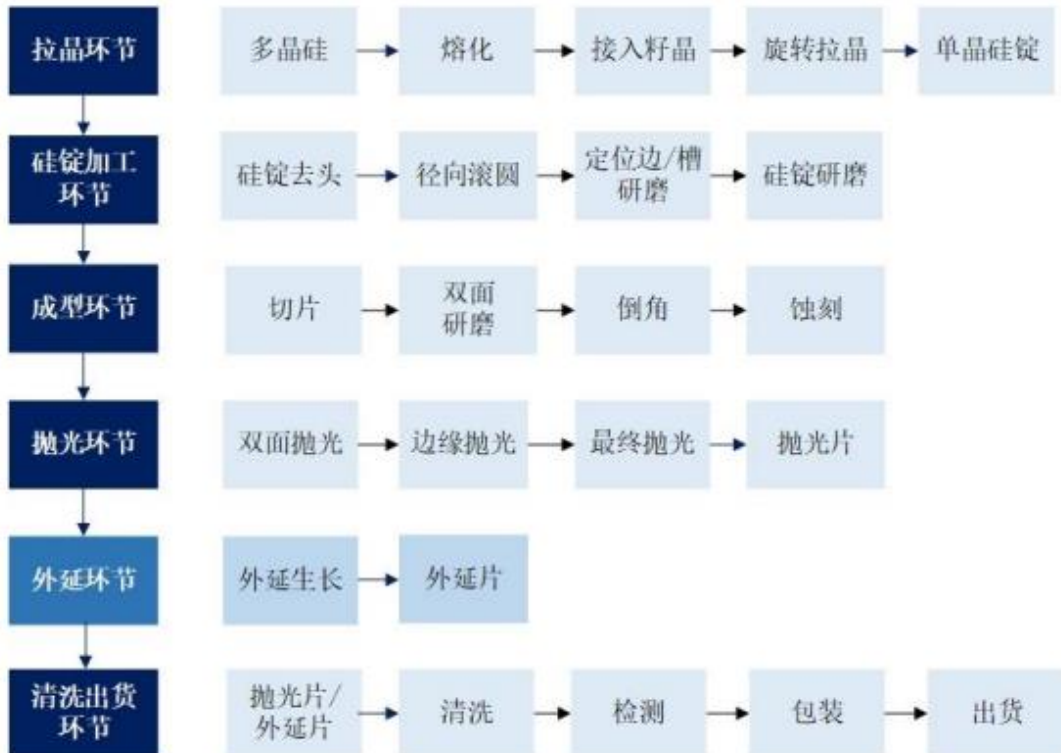 拉晶环节
多晶硅
熔化
接入籽晶
旋转拉晶
单晶硅锭
硅锭加工
环节
硅锭去头
径向滚圆
定位边/槽
研磨
硅锭研磨
成型环节
切片
双面
研磨
倒角
蚀刻
抛光环节
双面抛光
边缘抛光
最终抛光
抛光片
外延环节
外延生长
外延片
清洗出货
环节
抛光片/
外延片
清洗
检测
包装
出货